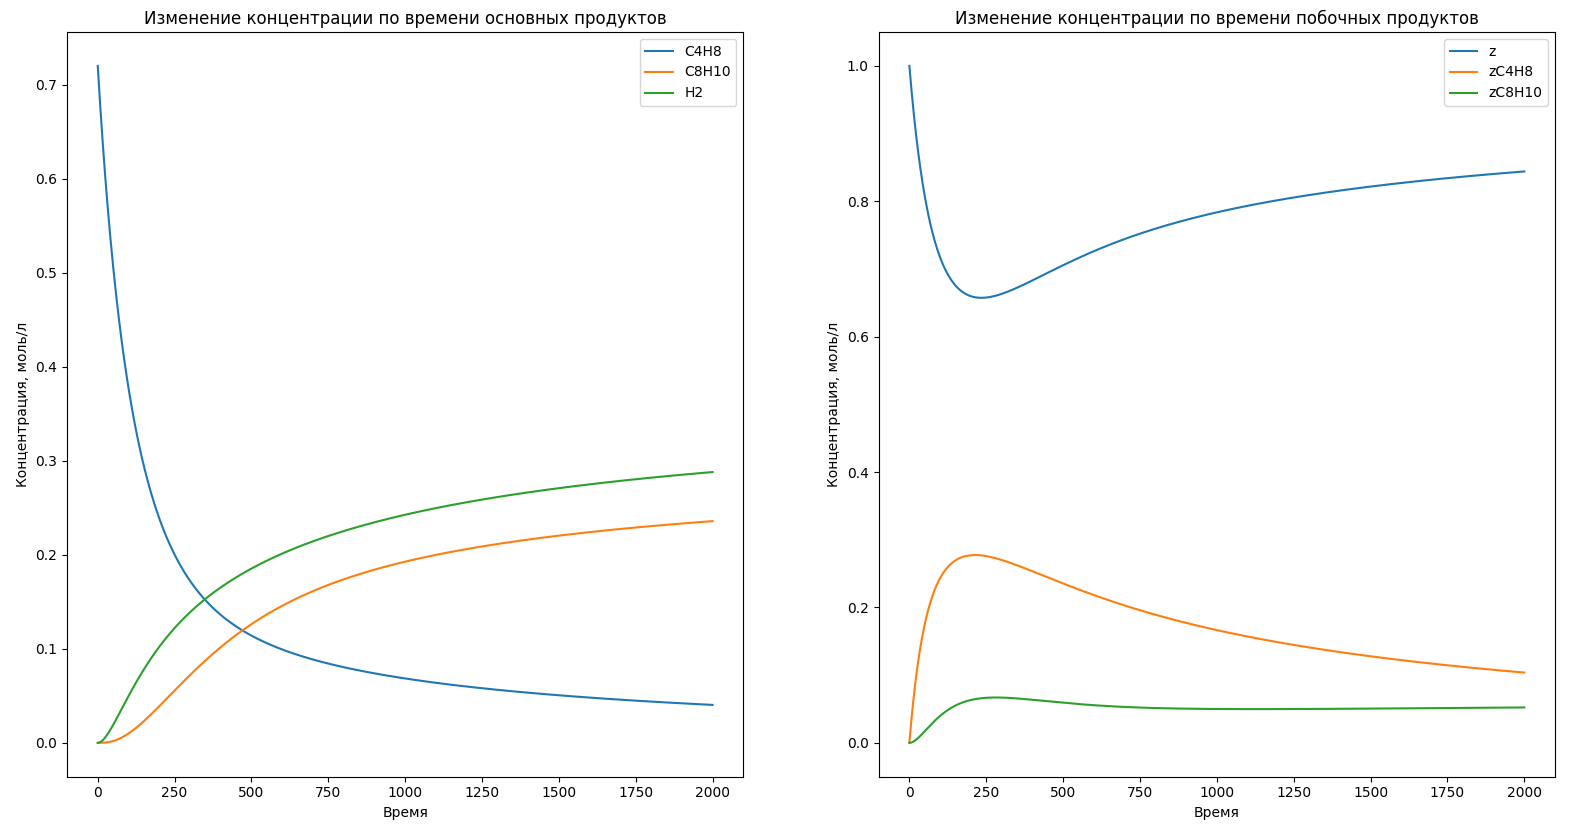 Изменение концентрации по времени основных продуктов
C4H8
C8H10
H2
0.7
0.6
0.5
0.4
0.3
0.2
0.1
0.0
Концентрация, моль/л
0 250 500 750 1000 1250 1500 1750 2000
Время
Изменение концентрации по времени побочных продуктов
z
zC4H8
zC8H10
1.0
0.8
0.6
0.4
0.2
0.0
Концентрация, моль/л
0 250 500 750 1000 1250 1500 1750 2000
Время